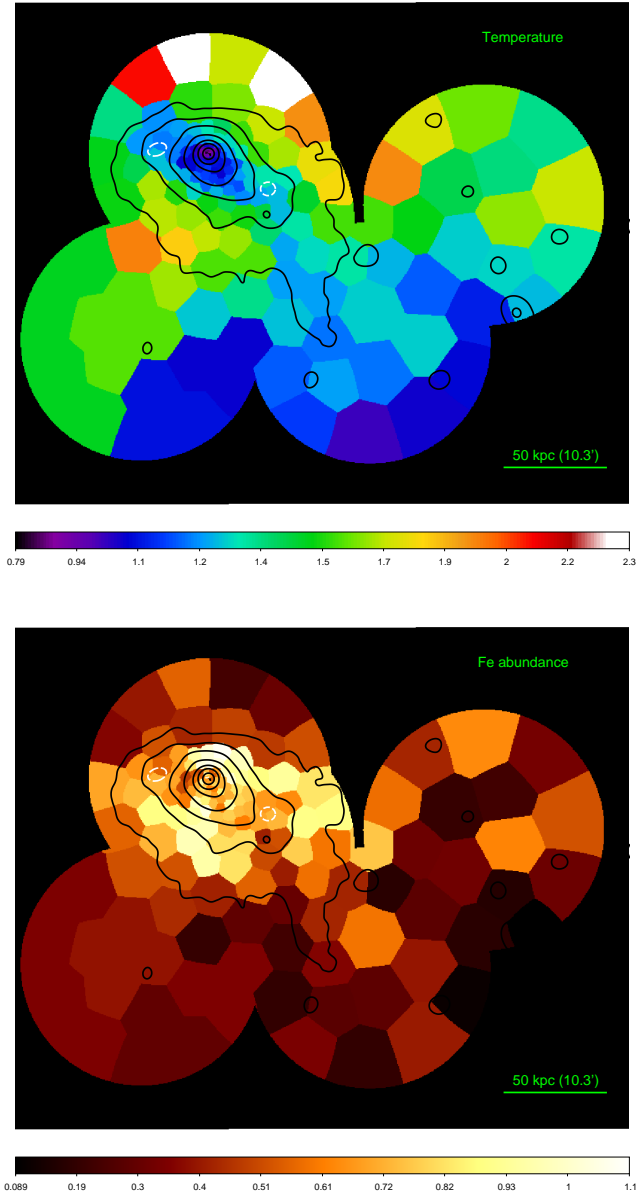 Temperature
50 kpc (10.3')
0.79 0.94 1.1 1.2 1.4 1.5 1.7 1.9 2 2.2 2.3
Fe abundance
50 kpc (10.3')
0.089 0.19 0.3 0.4 0.51 0.61 0.72 0.82 0.93 1 1.1